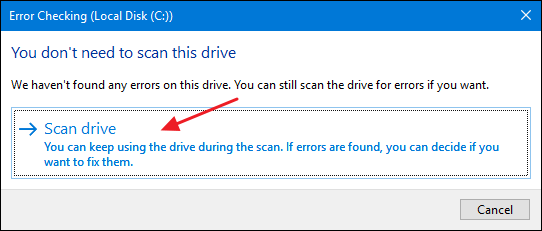 Error Checking (Local Disk (C:))
You don't need to scan this drive
We haven't found any errors on this drive. You can still scan the drive for errors if you want.
Scan drive
You can keep using the drive during the scan. If errors are found, you can decide if you
want to fix them.
Cancel